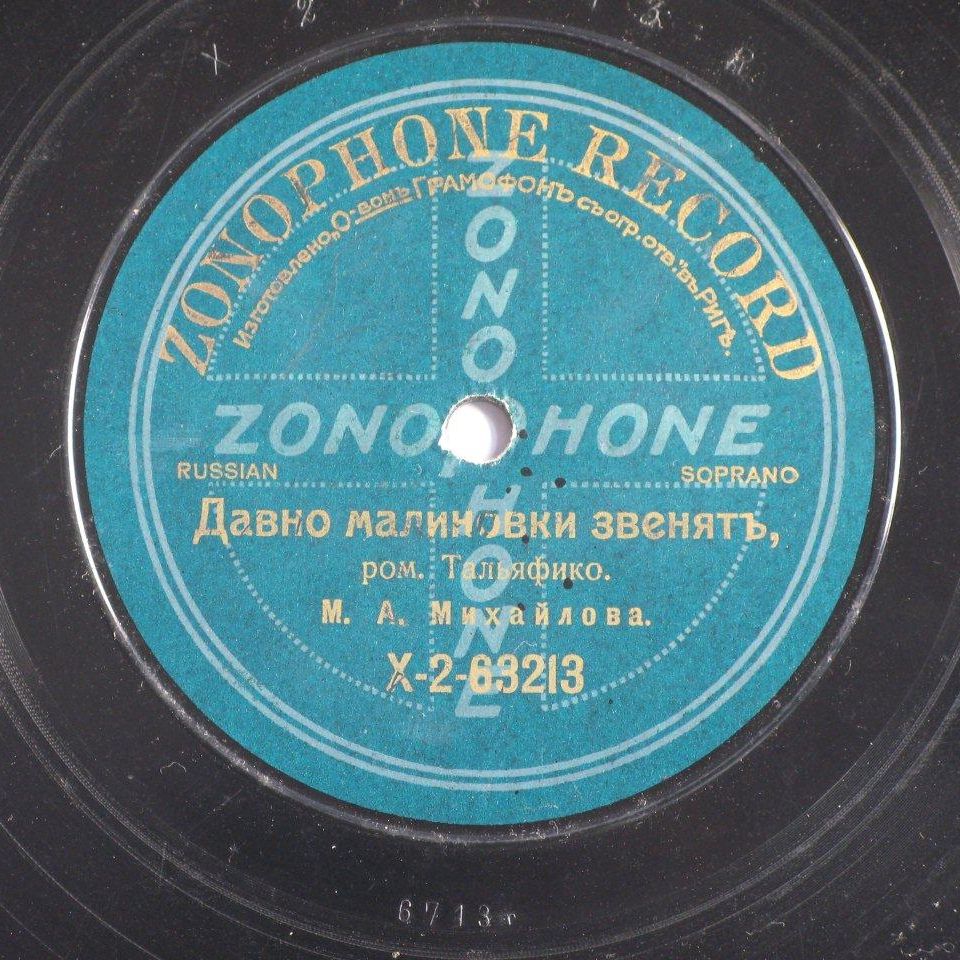 ZONOPHONE RECORD
Изготовлено „О-вомъ ГРАМОФОНЪ съ огр. отв.“ въ Ригѣ.
ZONOPHONE
ZONOPHONE
RUSSIAN
SOPRANO
Давно малиновки звенятъ,
ром. Тальяфико.
М. А. Михайлова.
X-2-63213